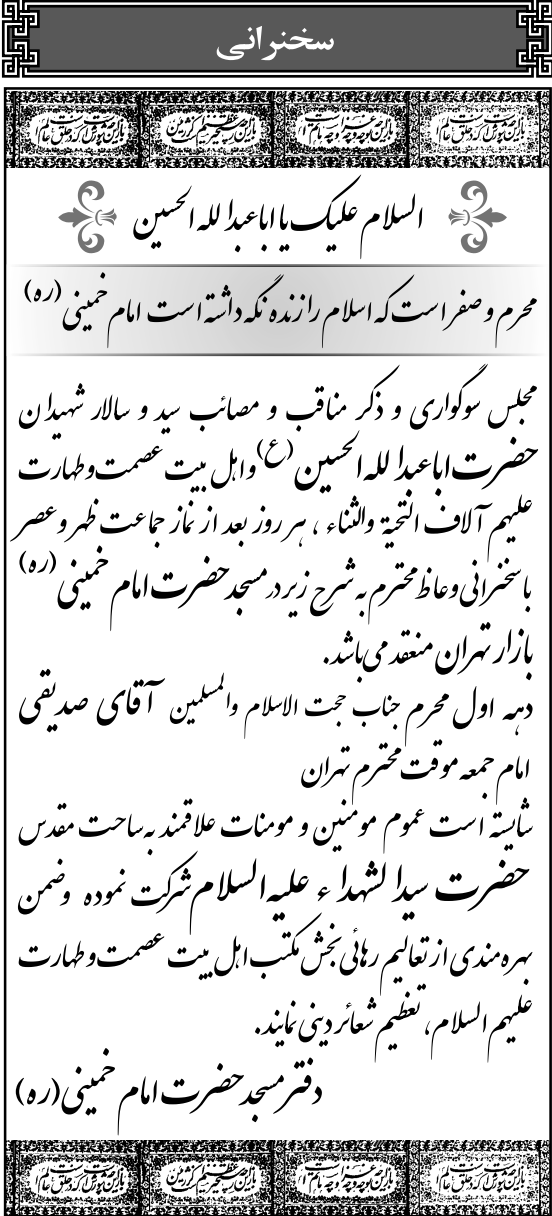 سخنرانی
السلام علیک یا اباعبدالله الحسین
محرم و صفر است که اسلام را زنده نگه داشته است امام خمینی (ره)
مجلس سوگواری و ذکر مناقب و مصائب سید و سالار شهیدان
حضرت اباعبدالله الحسین (ع) و اهل بیت عصمت و طهارت
علیهم آلاف التحیة والثناء ، هر روز بعد از نماز جماعت ظهر و عصر
با سخنرانی وعاظ محترم به شرح زیر در مسجد حضرت امام خمینی (ره)
بازار تهران منعقد می‌باشد.
دهه اول محرم جناب حجت الاسلام والمسلمین آقای صدیقی
امام جمعه موقت محترم تهران
شایسته است عموم مومنین و مومنات علاقمند به ساحت مقدس
حضرت سیدالشهداء علیه السلام شرکت نموده وضمن
بهره مندی از تعالیم رهائی بخش مکتب اهل بیت عصمت و طهارت
علیهم السلام، تعظیم شعائر دینی نمایند.
دفتر مسجد حضرت امام خمینی (ره)